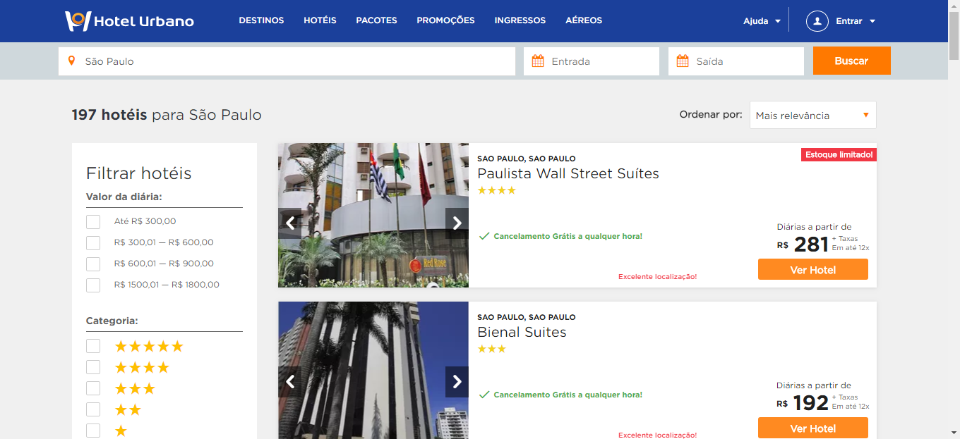 Hotel Urbano
DESTINOS HOTÉIS PACOTES PROMOÇÕES INGRESSOS AÉREOS
Ajuda Entrar
São Paulo
Entrada
Saída
Buscar
197 hotéis para São Paulo
Ordenar por: Mais relevância
Filtrar hotéis
Valor da diária:
Até R$ 300,00
R$ 300,01 — R$ 600,00
R$ 600,01 — R$ 900,00
R$ 1500,01 — R$ 1800,00
Categoria:
Estoque limitado!
SAO PAULO, SAO PAULO
Paulista Wall Street Suítes
Cancelamento Grátis a qualquer hora!
Excelente localização!
Diárias a partir de
R$ 281 + Taxas
Em até 12x
Ver Hotel
SAO PAULO, SAO PAULO
Bienal Suites
Cancelamento Grátis a qualquer hora!
Excelente localização!
Diárias a partir de
R$ 192 + Taxas
Em até 12x
Ver Hotel